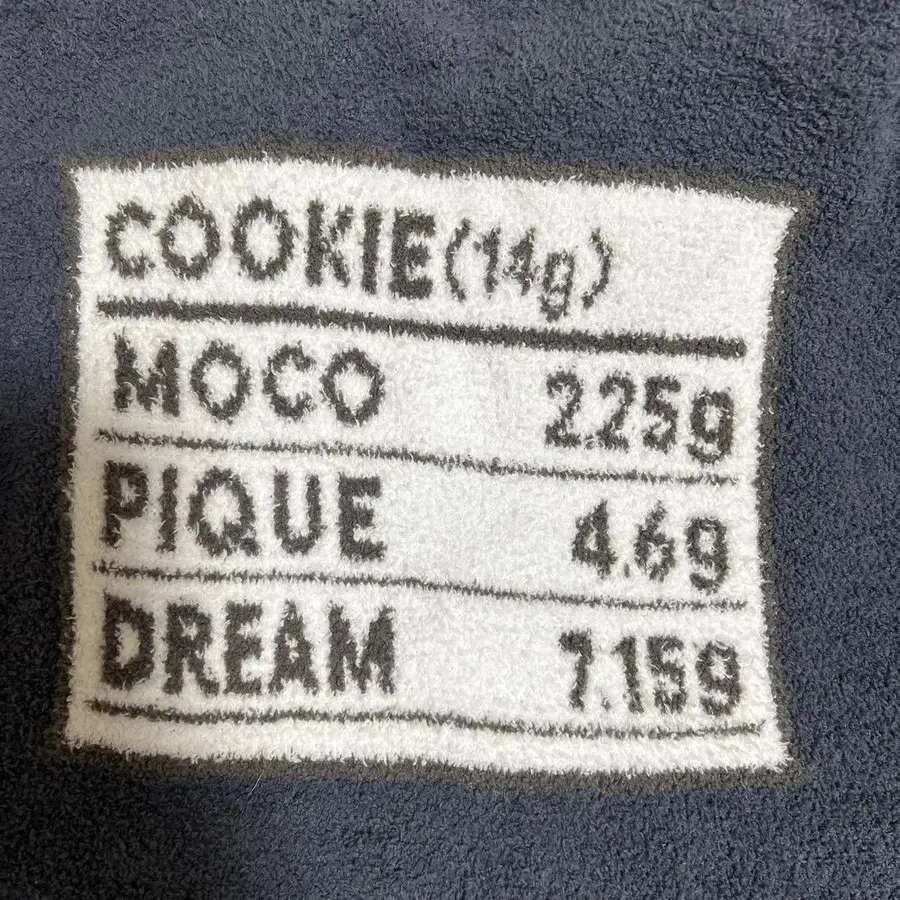 COOKIE(14g)
MOCO 2.25g
PIQUE 4.6g
DREAM 7.15g